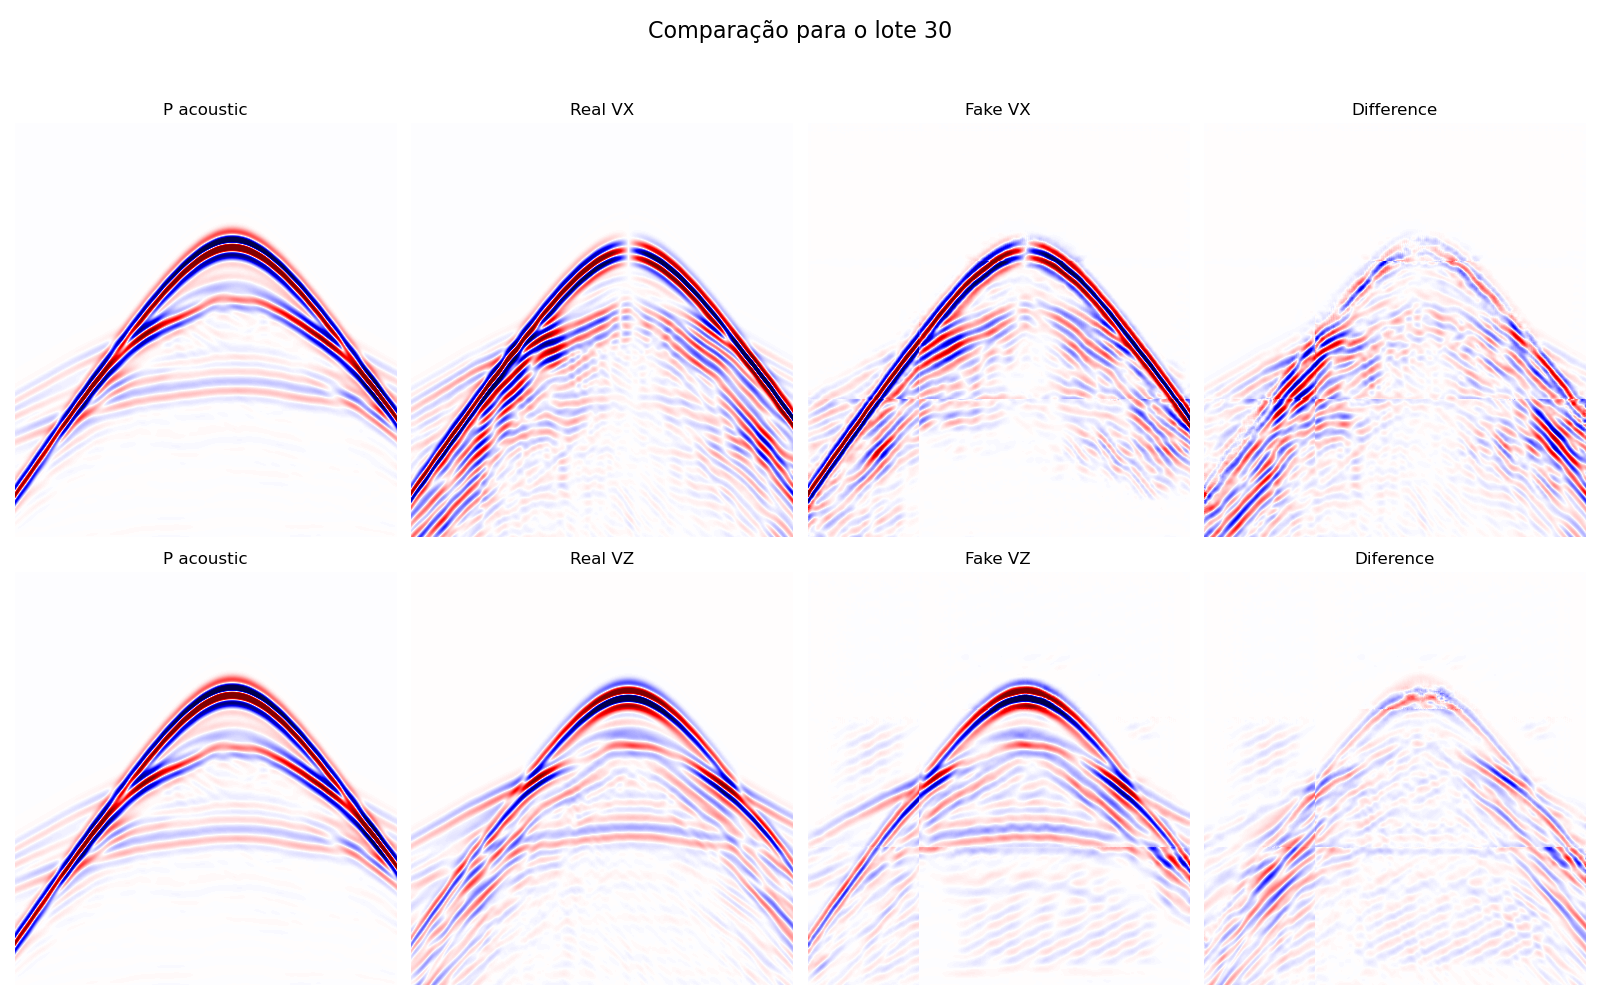 Comparação para o lote 30
P acoustic
Real VX
Fake VX
Difference
P acoustic
Real VZ
Fake VZ
Diference